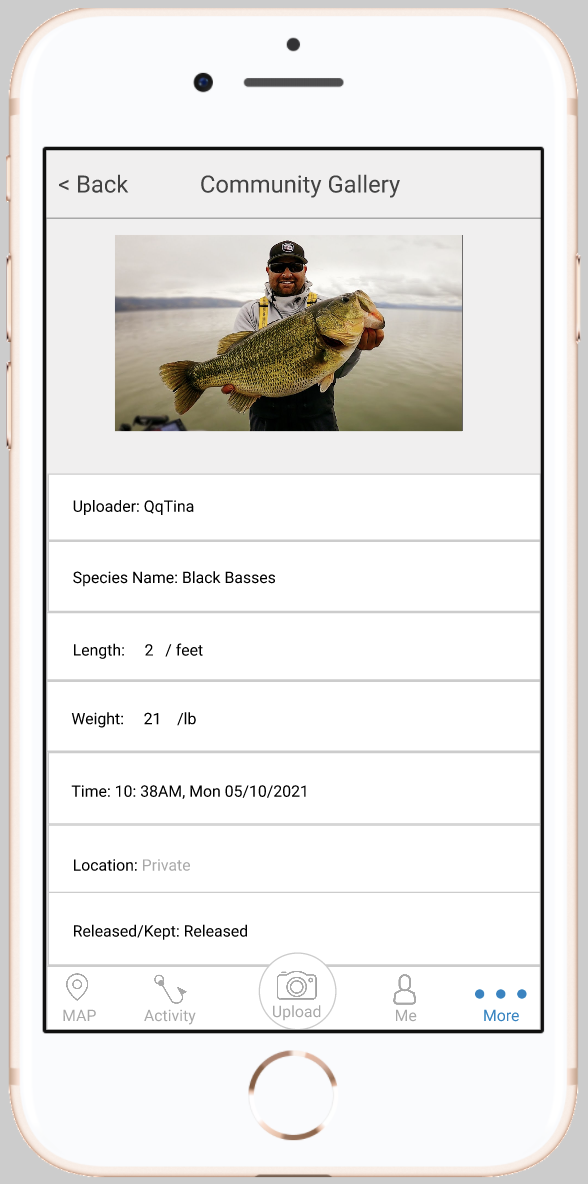 < Back Community Gallery
Uploader: QqTina
Species Name: Black Basses
Length: 2 / feet
Weight: 21 /lb
Time: 10: 38AM, Mon 05/10/2021
Location: Private
Released/Kept: Released
MAP Activity Upload Me More